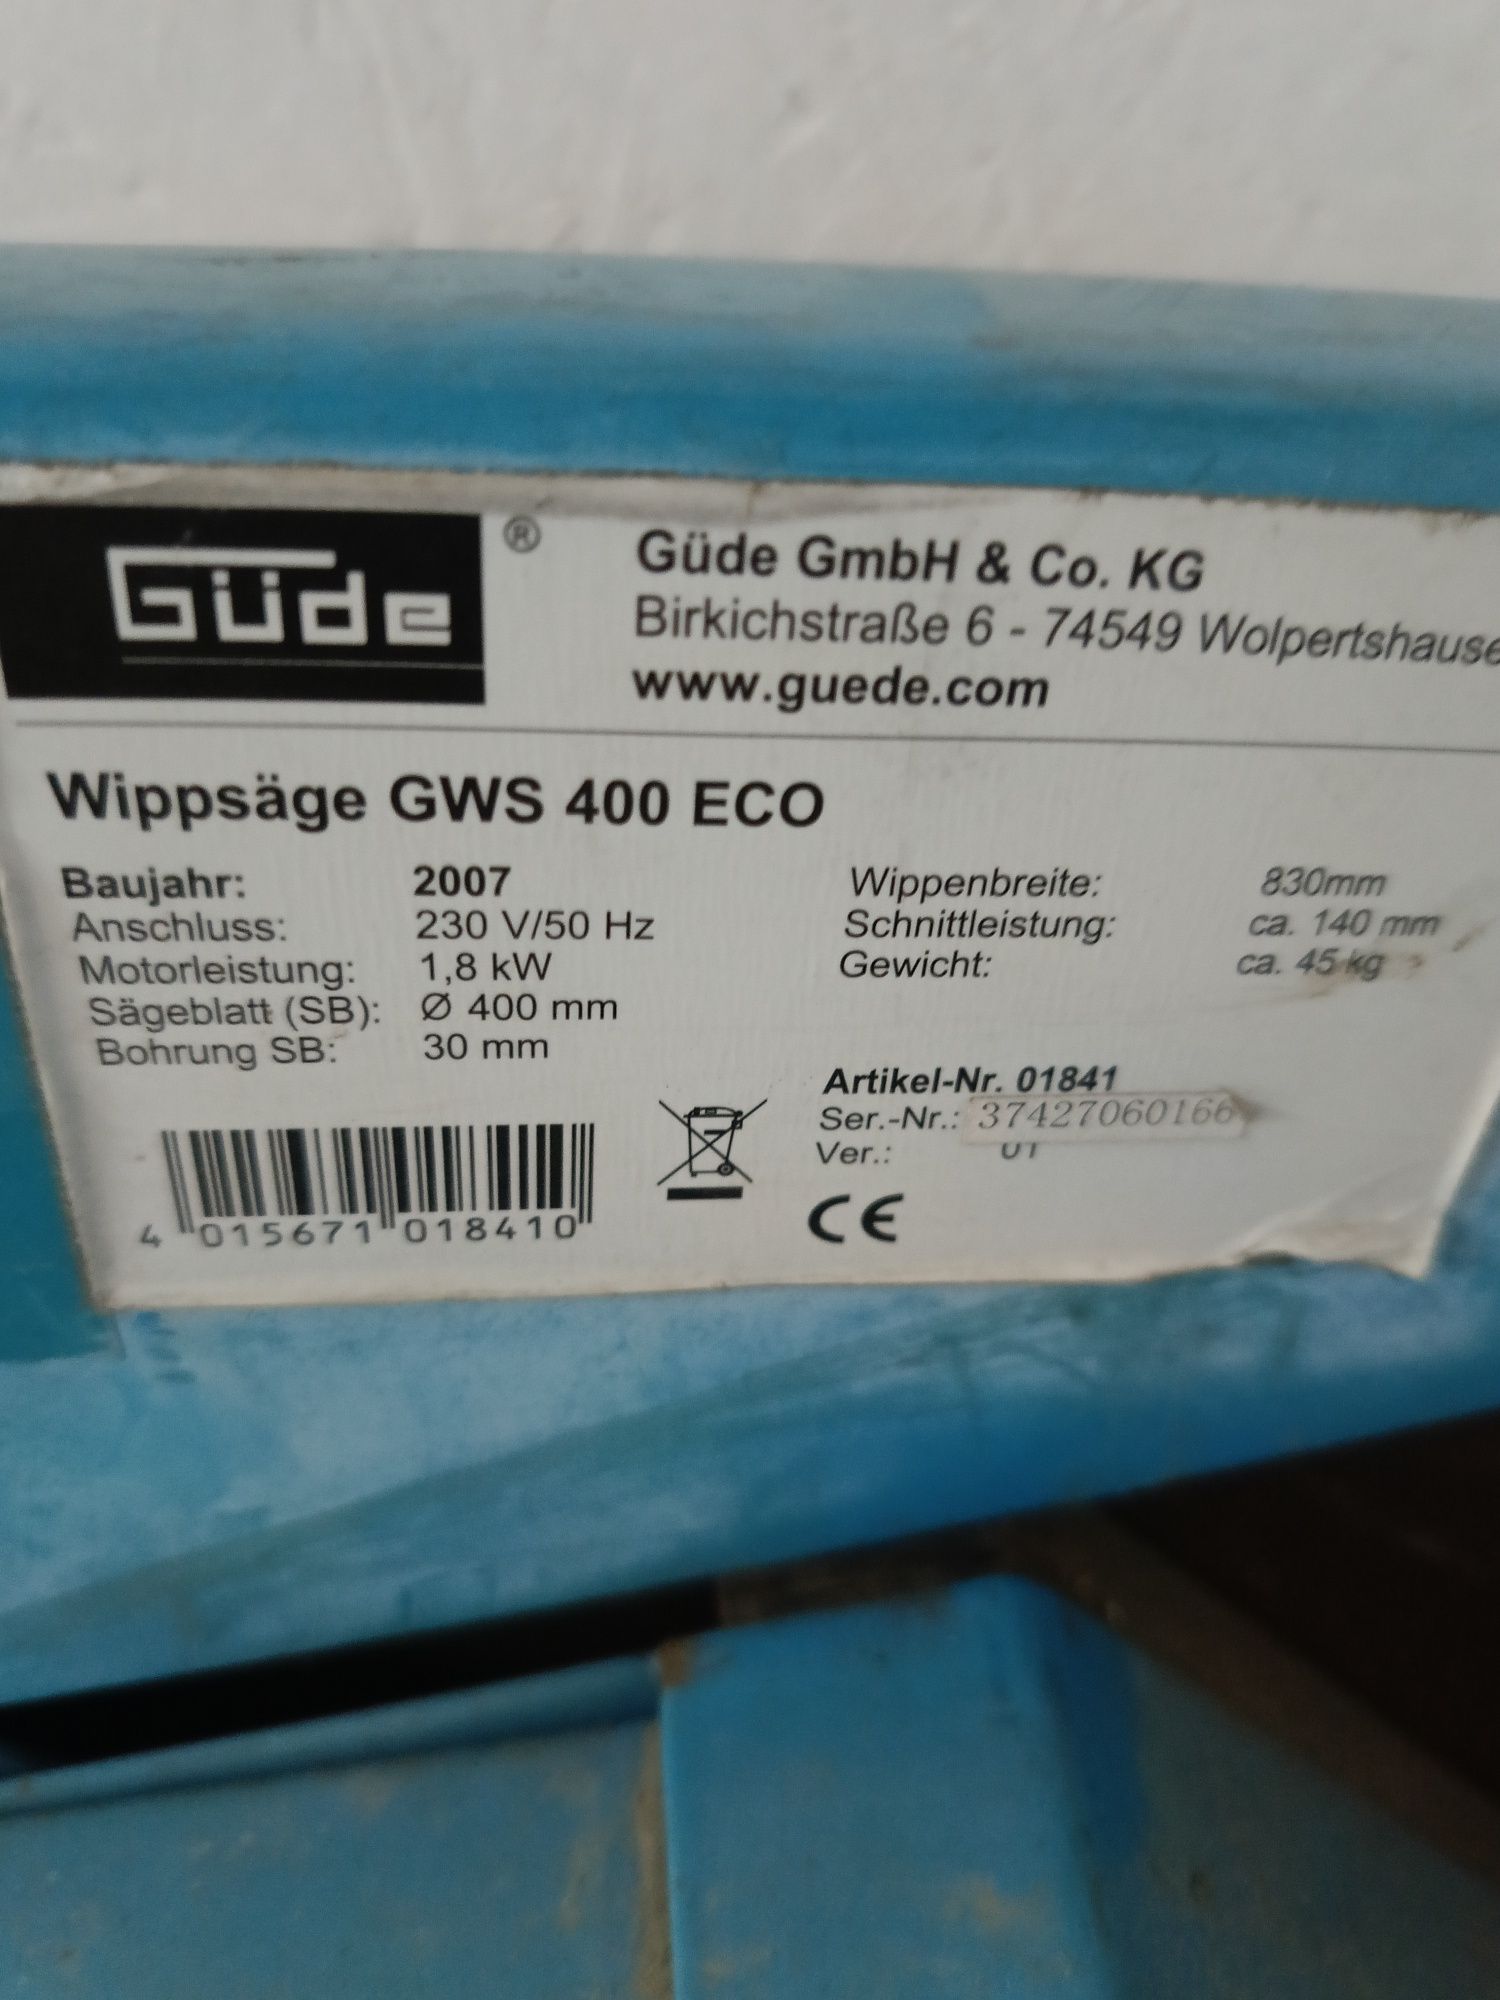 Güde ®
Güde GmbH & Co. KG
Birkichstraße 6 - 74549 Wolpertshause
www.guede.com
Wippsäge GWS 400 ECO
Baujahr: 2007
Anschluss: 230 V/50 Hz
Motorleistung: 1,8 kW
Sägeblatt (SB): Ø 400 mm
Bohrung SB: 30 mm
Wippenbreite: 830mm
Schnittleistung: ca. 140 mm
Gewicht: ca. 45 kg
Artikel-Nr. 01841
Ser.-Nr.: 37427060166
Ver.: 01
4 015671 018410
CE